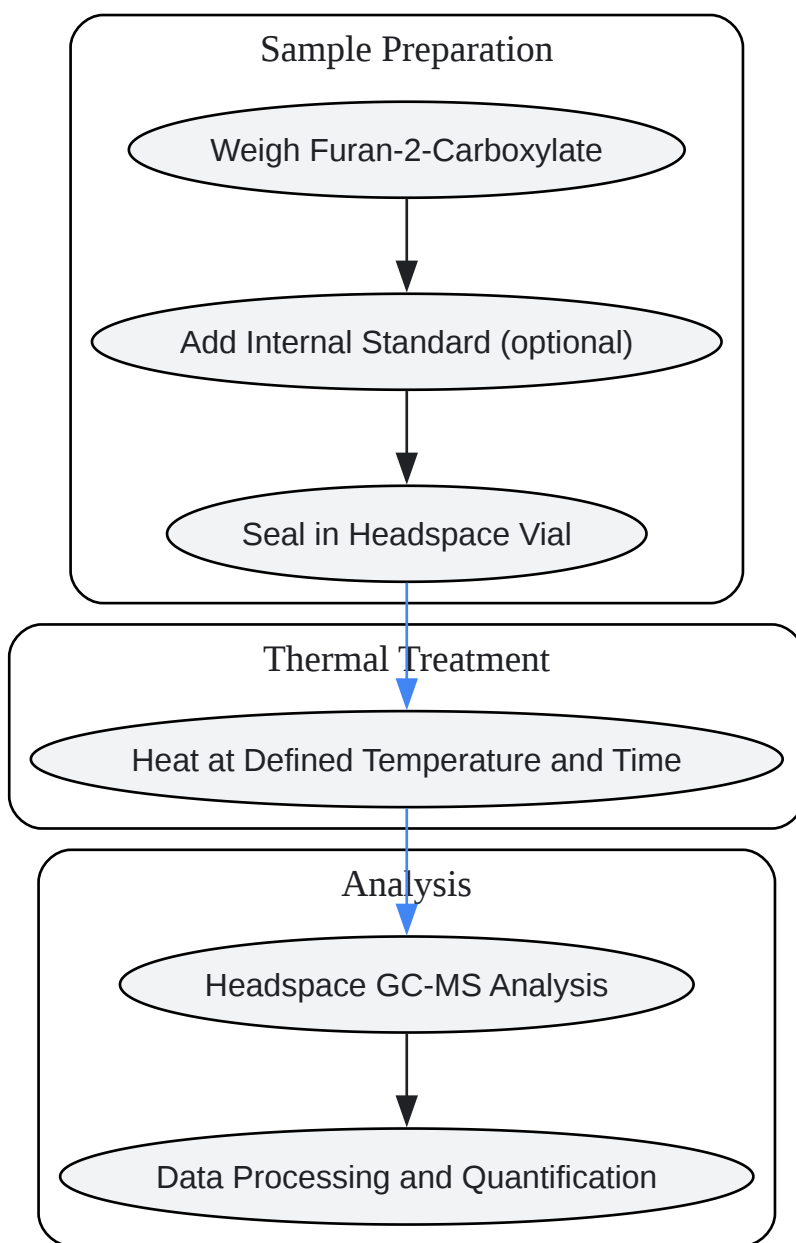 Sample Preparation
Weigh Furan-2-Carboxylate
Add Internal Standard (optional)
Seal in Headspace Vial
Thermal Treatment
Heat at Defined Temperature and Time
Analysis
Headspace GC-MS Analysis
Data Processing and Quantification